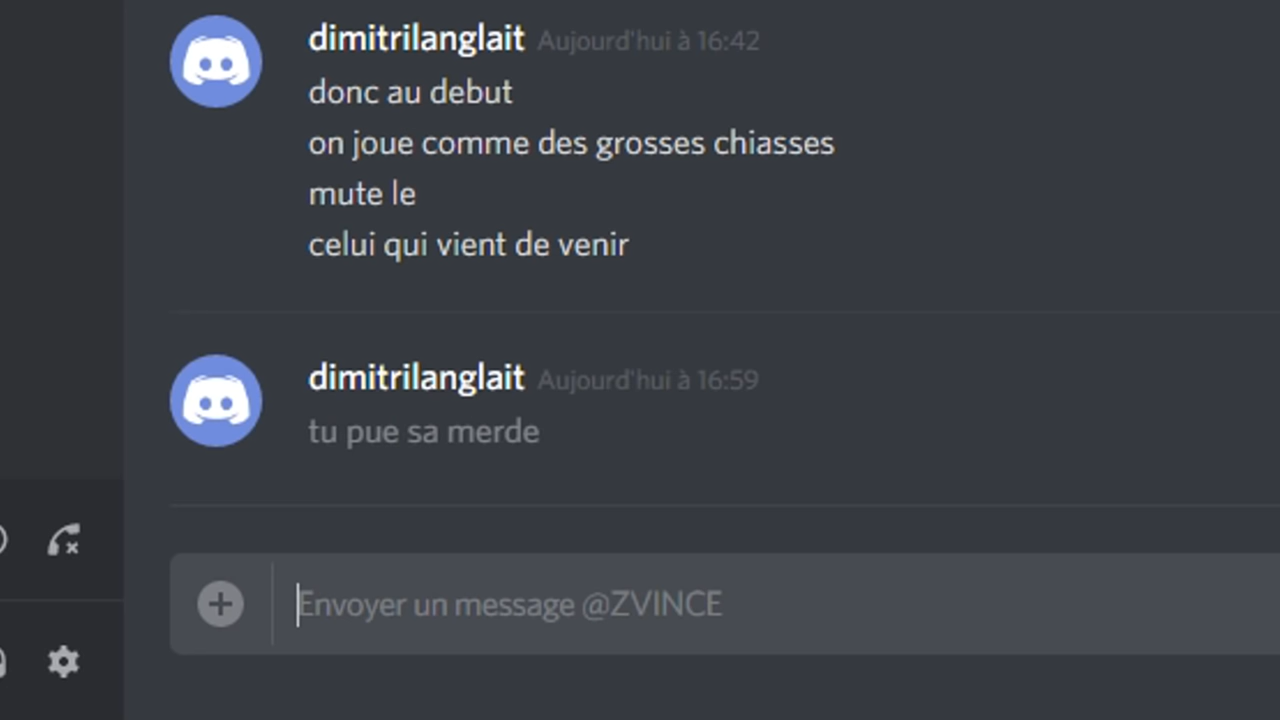 dimitrilanglait Aujourd'hui à 16:42
donc au debut
on joue comme des grosses chiasses
mute le
celui qui vient de venir
dimitrilanglait Aujourd'hui à 16:59
tu pue sa merde
Envoyer un message @ZVINCE